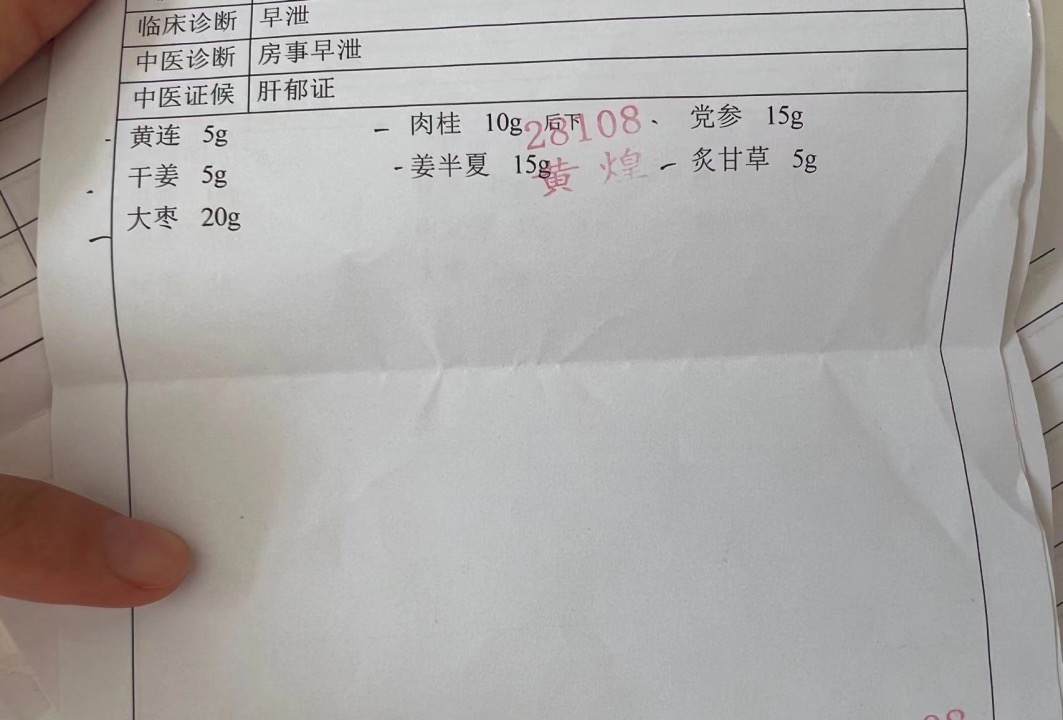 临床诊断 早泄
中医诊断 房事早泄
中医证候 肝郁证
黄连 5g 肉桂 10g 后下 党参 15g
28108
干姜 5g 姜半夏 15g 炙甘草 5g
黄煌
大枣 20g